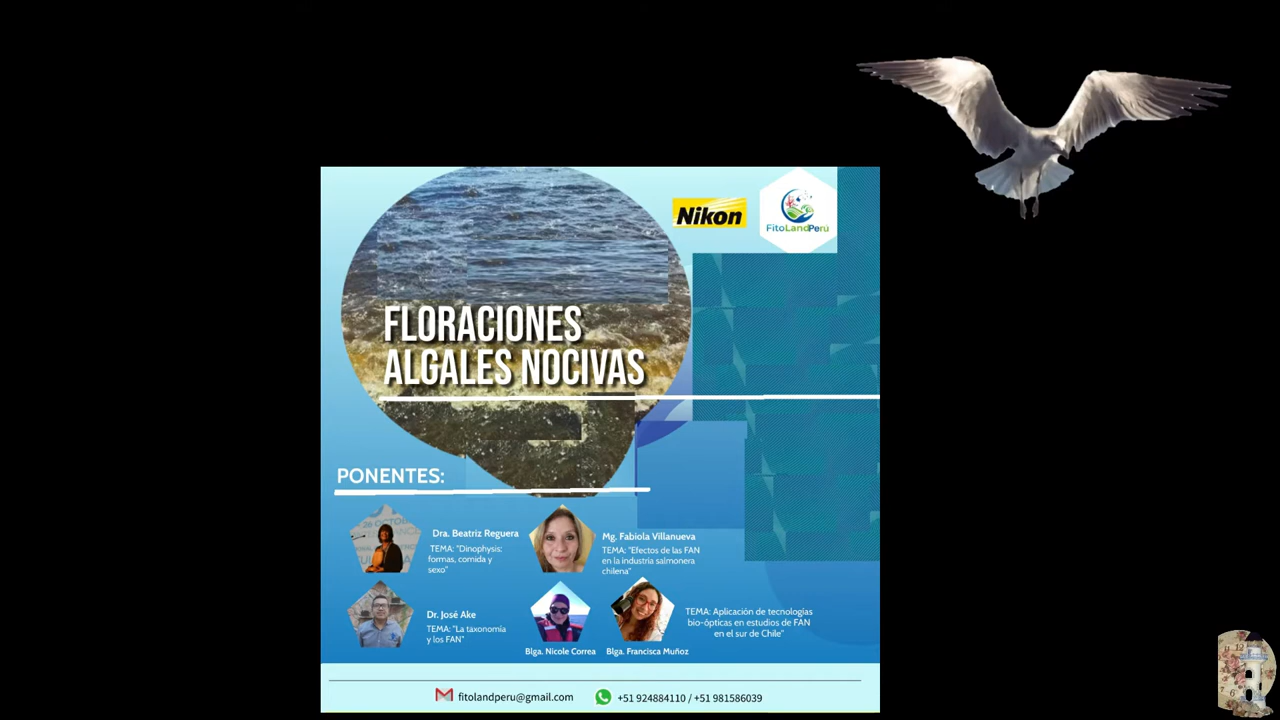 Nikon
FitoLandPerú
FLORACIONES
ALGALES NOCIVAS
PONENTES:
Dra. Beatriz Reguera
TEMA: "Dinophysis:
formas, comida y
sexo"
Mg. Fabiola Villanueva
TEMA: "Efectos de las FAN
en la industria salmonera
chilena"
Dr. José Ake
TEMA: "La taxonomía
y los FAN"
TEMA: Aplicación de tecnologías
bio-ópticas en estudios de FAN
en el sur de Chile"
Blga. Nicole Correa
Blga. Francisca Muñoz
fitolandperu@gmail.com
+51 924884110 / +51 981586039